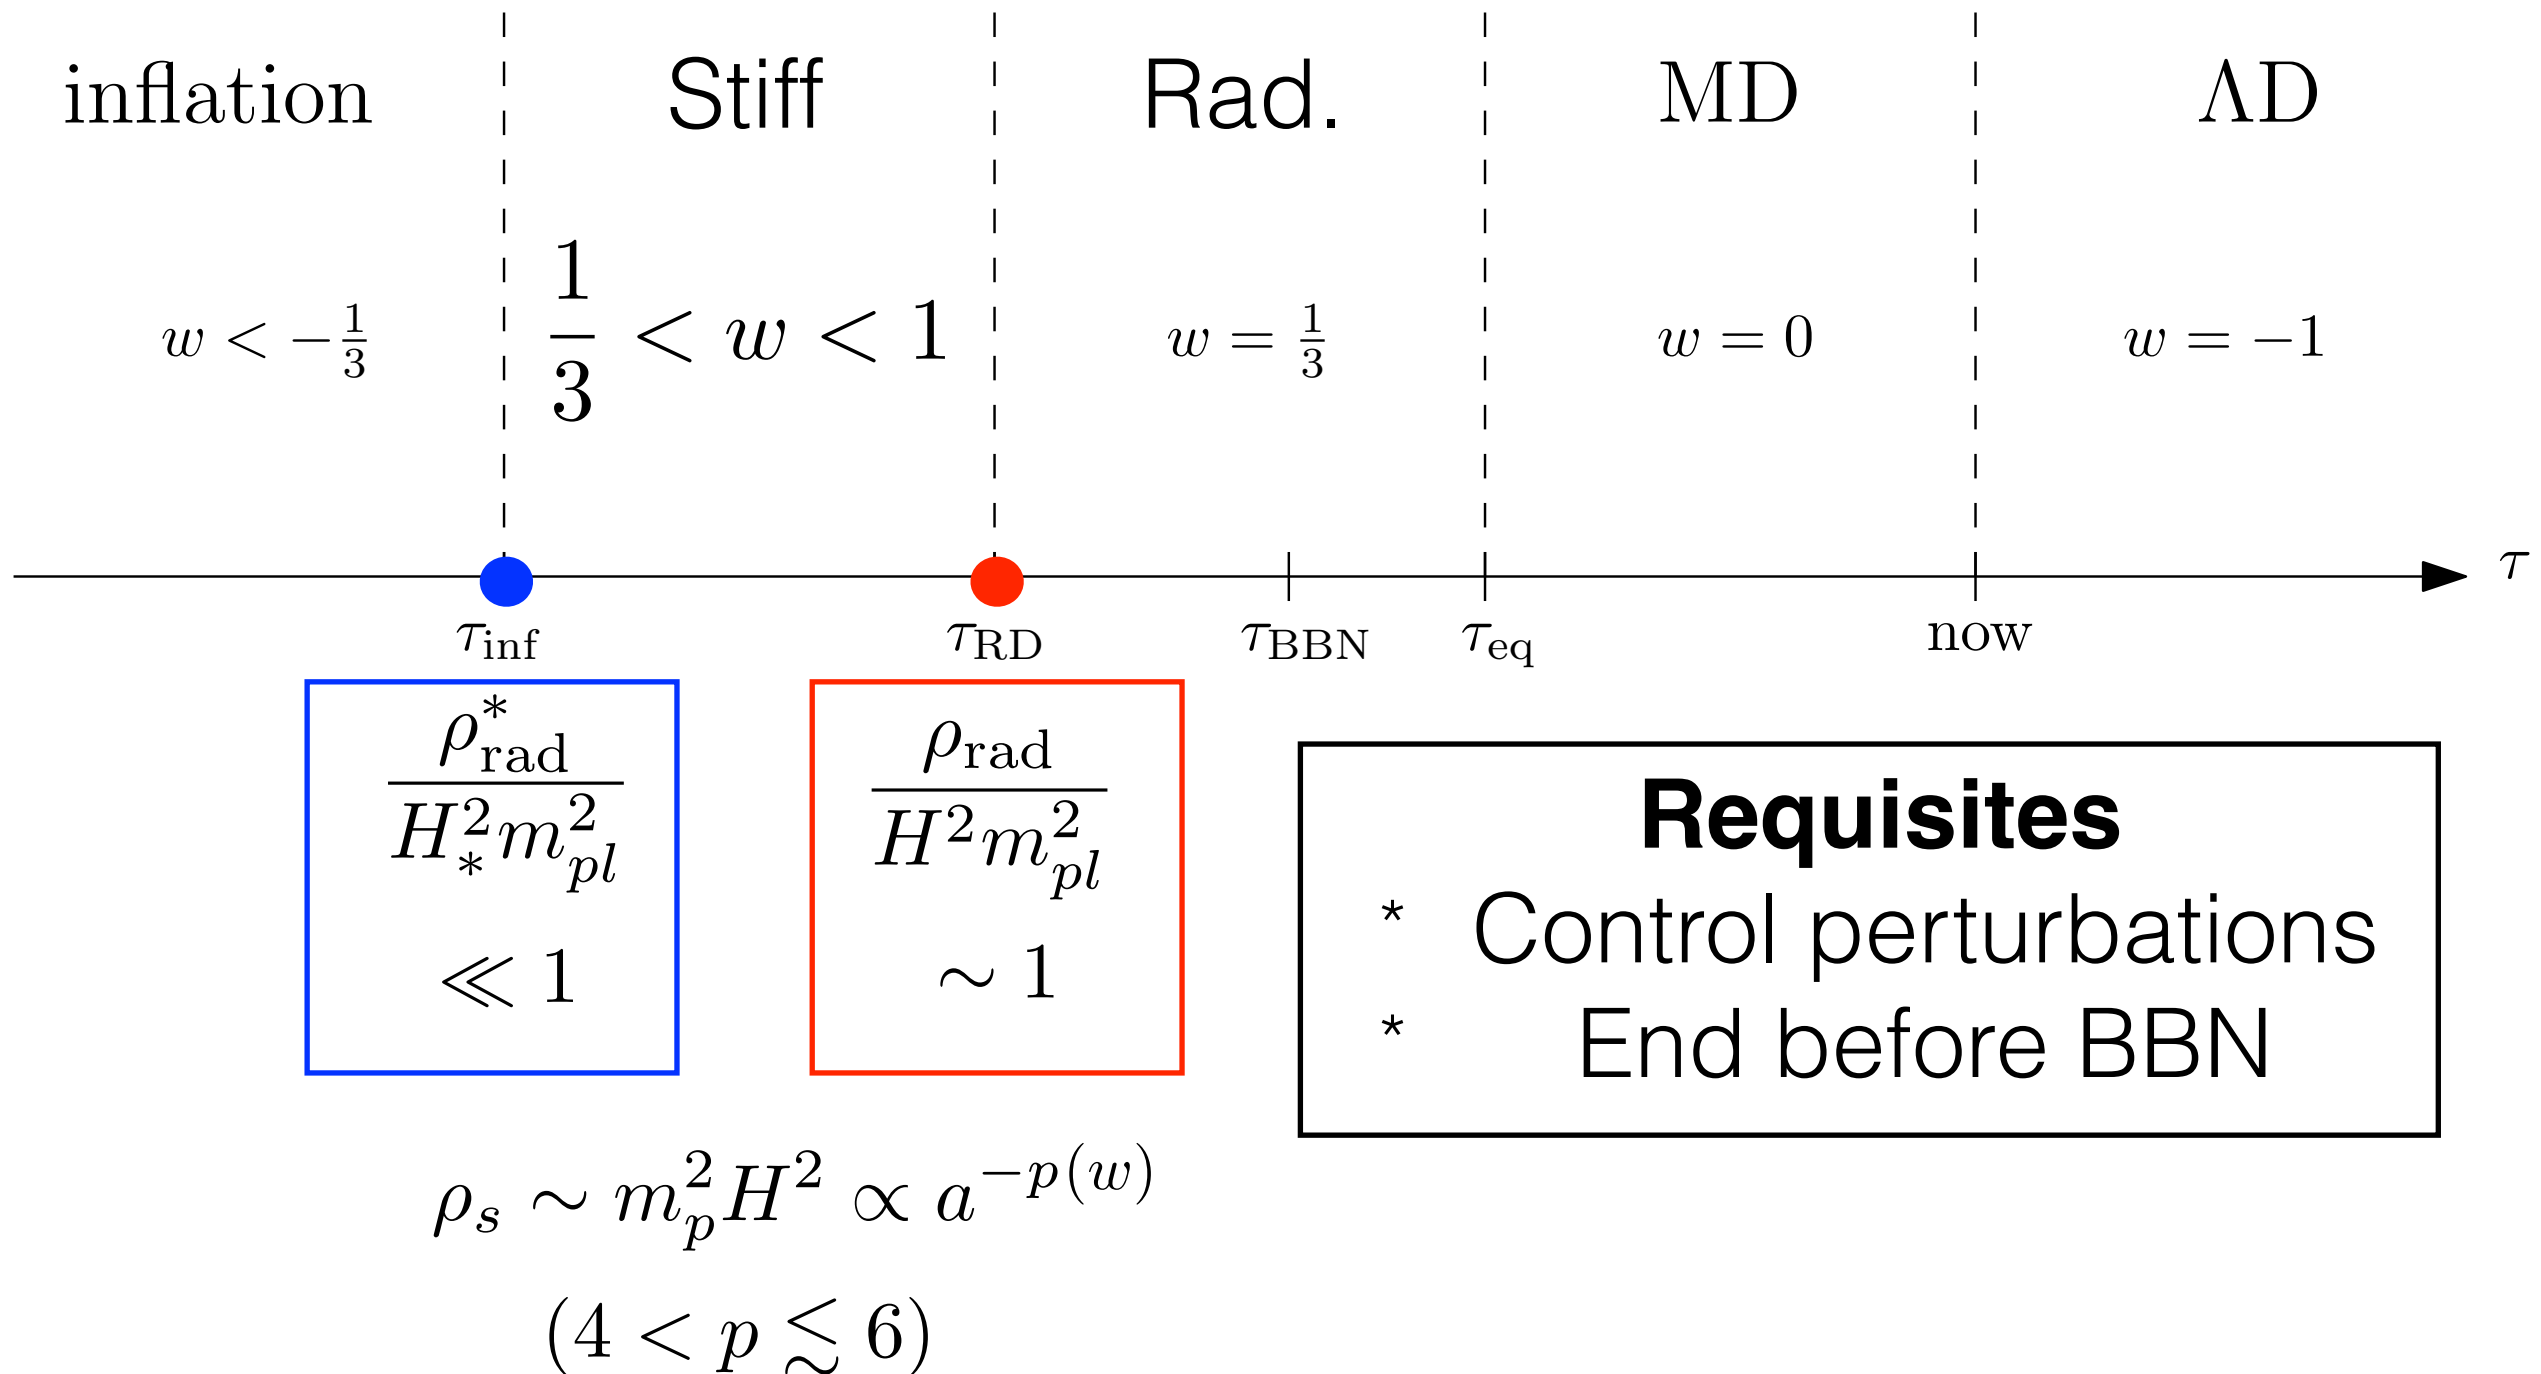 inflation Stiff Rad. MD ΛD
w < −1/3 1/3 < w < 1 w = 1/3 w = 0 w = −1
τ
τ_inf τ_RD τ_BBN τ_eq now
ρ*_rad / H²_* m²_pl
≪ 1
ρ_rad / H² m²_pl
∼ 1
Requisites
* Control perturbations
* End before BBN
ρ_s ∼ m²_p H² ∝ a^{−p(w)}
(4 < p ≲ 6)